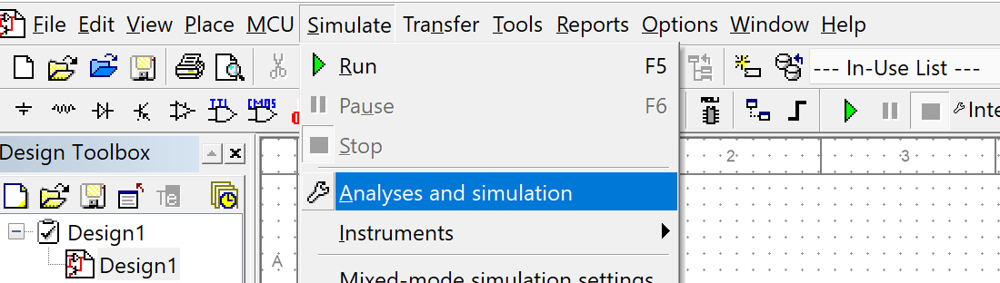 File Edit View Place MCU Simulate Transfer Tools Reports Options Window Help
Run F5
--- In-Use List ---
Pause F6
TTL CMOS
Inte
Stop
Design Toolbox
2
3
Analyses and simulation
Te
Design1
Instruments
Design1
A
Mixed-mode simulation settings